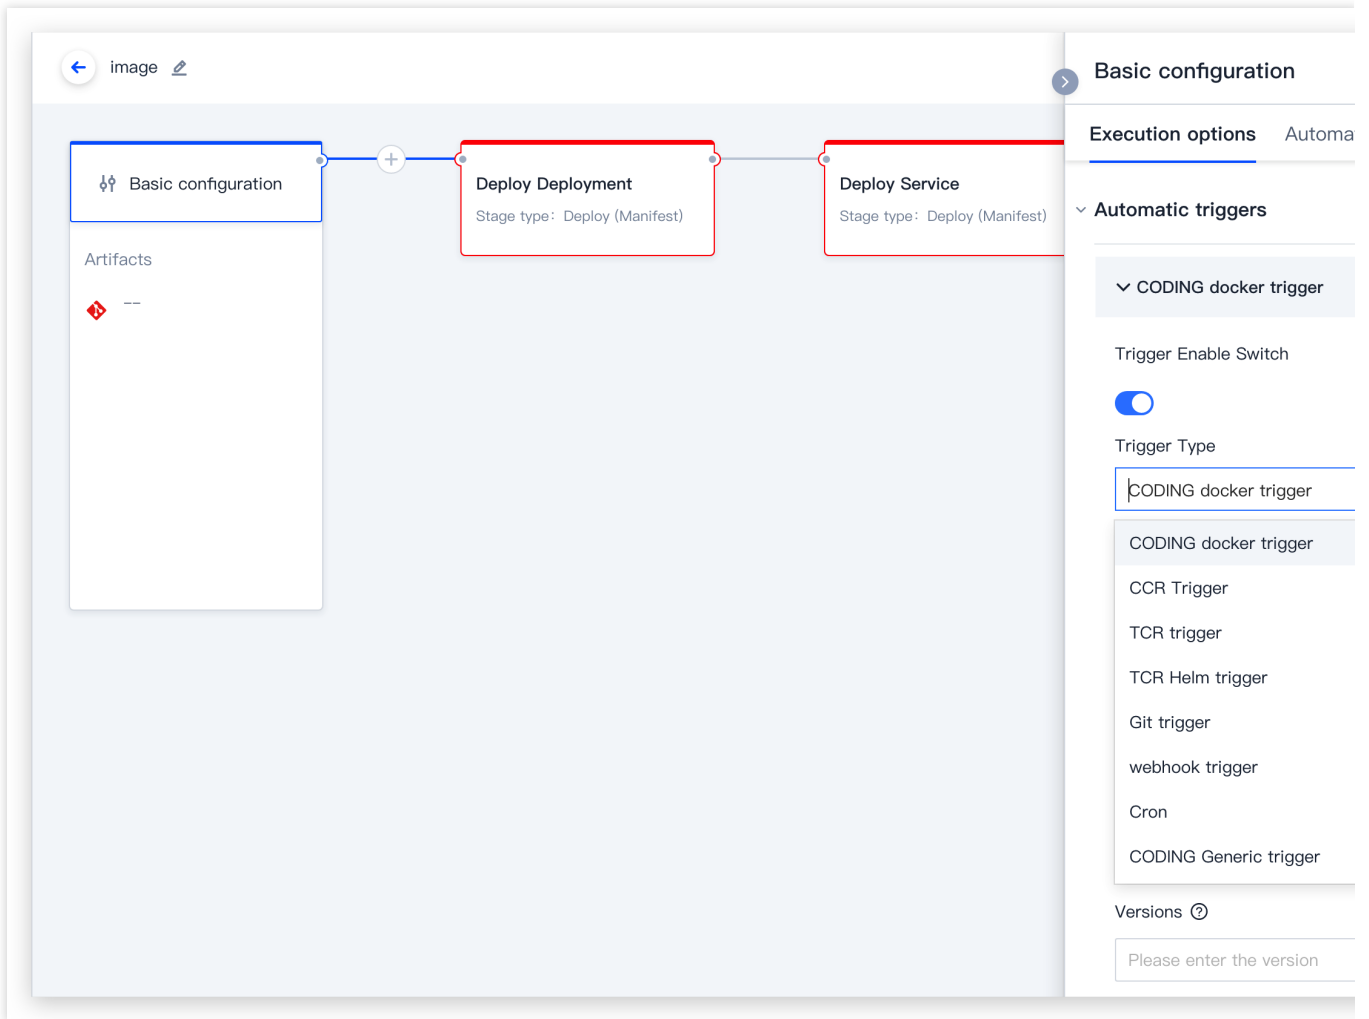 image
Basic configuration
Execution options
Automa
Automatic triggers
Basic configuration
Artifacts
--
Deploy Deployment
Stage type: Deploy (Manifest)
Deploy Service
Stage type: Deploy (Manifest)
CODING docker trigger
Trigger Enable Switch
Trigger Type
CODING docker trigger
CODING docker trigger
CCR Trigger
TCR trigger
TCR Helm trigger
Git trigger
webhook trigger
Cron
CODING Generic trigger
Versions
Please enter the version